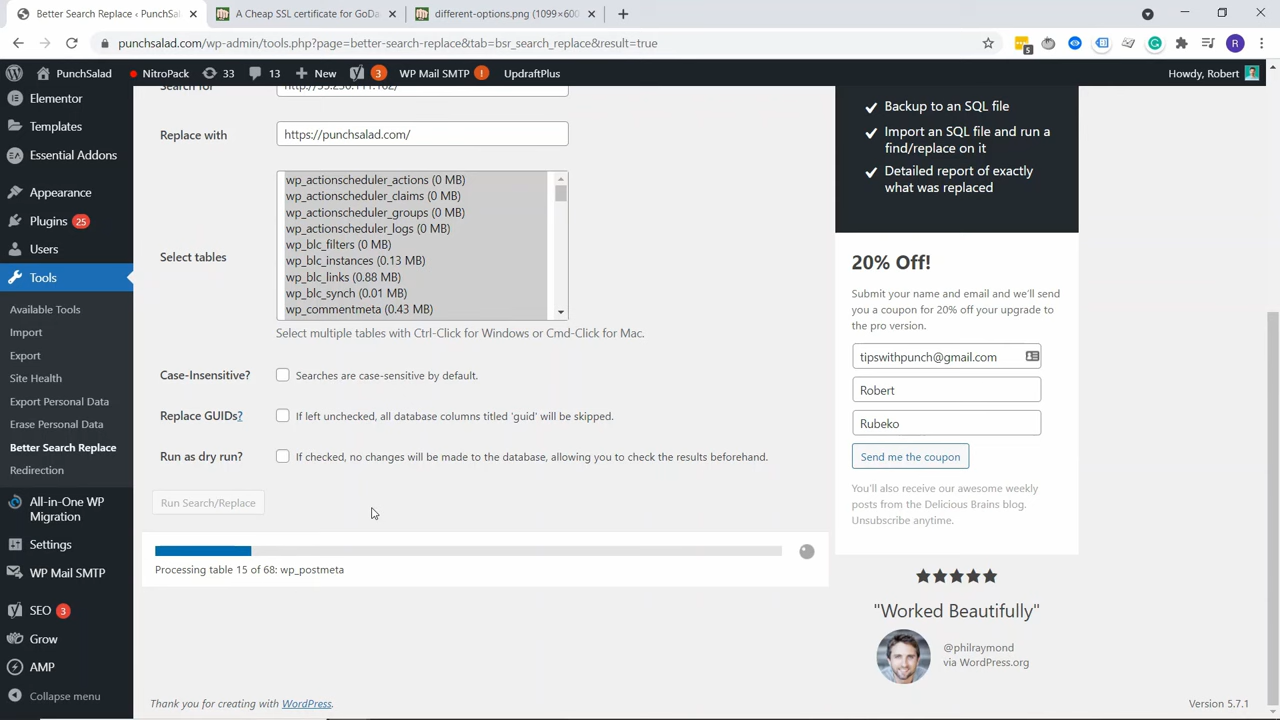 Better Search Replace ‹ PunchSal
A Cheap SSL certificate for GoDa
different-options.png (1099×600
punchsalad.com/wp-admin/tools.php?page=better-search-replace&tab=bsr_search_replace&result=true
5
R
PunchSalad
NitroPack
33
13
New
3
WP Mail SMTP
!
UpdraftPlus
Howdy, Robert
Elementor
Templates
Essential Addons
Appearance
Plugins 25
Users
Tools
Available Tools
Import
Export
Site Health
Export Personal Data
Erase Personal Data
Better Search Replace
Redirection
All-in-One WP
Migration
Settings
WP Mail SMTP
SEO 3
Grow
AMP
Collapse menu
Search for
Replace with
https://punchsalad.com/
Select tables
wp_actionscheduler_actions (0 MB)
wp_actionscheduler_claims (0 MB)
wp_actionscheduler_groups (0 MB)
wp_actionscheduler_logs (0 MB)
wp_blc_filters (0 MB)
wp_blc_instances (0.13 MB)
wp_blc_links (0.88 MB)
wp_blc_synch (0.01 MB)
wp_commentmeta (0.43 MB)
Select multiple tables with Ctrl-Click for Windows or Cmd-Click for Mac.
Case-Insensitive?
Searches are case-sensitive by default.
Replace GUIDs?
If left unchecked, all database columns titled 'guid' will be skipped.
Run as dry run?
If checked, no changes will be made to the database, allowing you to check the results beforehand.
Run Search/Replace
Processing table 15 of 68: wp_postmeta
Backup to an SQL file
Import an SQL file and run a
find/replace on it
Detailed report of exactly
what was replaced
20% Off!
Submit your name and email and we'll send
you a coupon for 20% off your upgrade to
the pro version.
tipswithpunch@gmail.com
Robert
Rubeko
Send me the coupon
You'll also receive our awesome weekly
posts from the Delicious Brains blog.
Unsubscribe anytime.
"Worked Beautifully"
@philraymond
via WordPress.org
Thank you for creating with WordPress.
Version 5.7.1